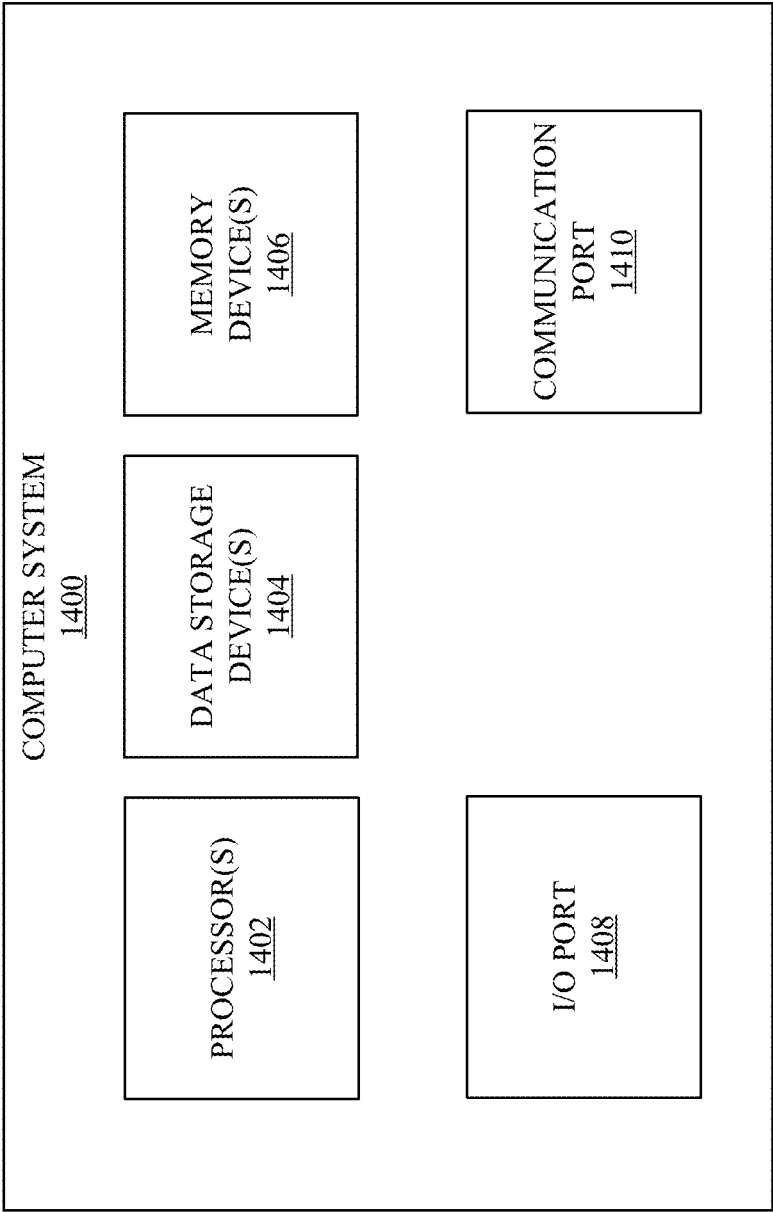 COMPUTER SYSTEM
1400
PROCESSOR(S)
1402
DATA STORAGE
DEVICE(S)
1404
MEMORY
DEVICE(S)
1406
I/O PORT
1408
COMMUNICATION
PORT
1410